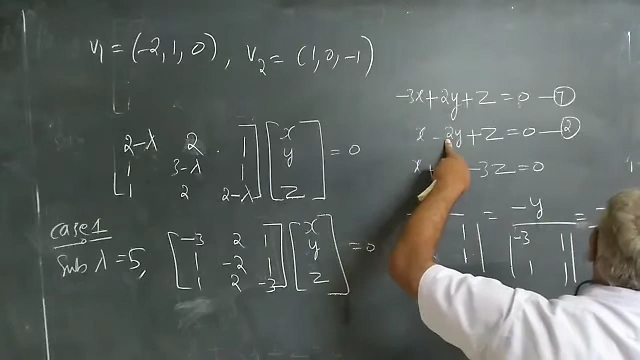 V₁ = (-2, 1, 0), V₂ = (1, 0, -1)
[2-λ 2 1] [x]
[1 3-λ 1] [y] = 0
[1 2 2-λ] [z]
case 1
Sub λ = 5,
[-3 2 1] [x]
[1 -2 1] [y] = 0
[1 2 -3] [z]
-3x + 2y + z = 0 — ①
x - 2y + z = 0 — ②
x + - 3z = 0
= -y =
1 | | -3 1 |
1 | | 1 1 |